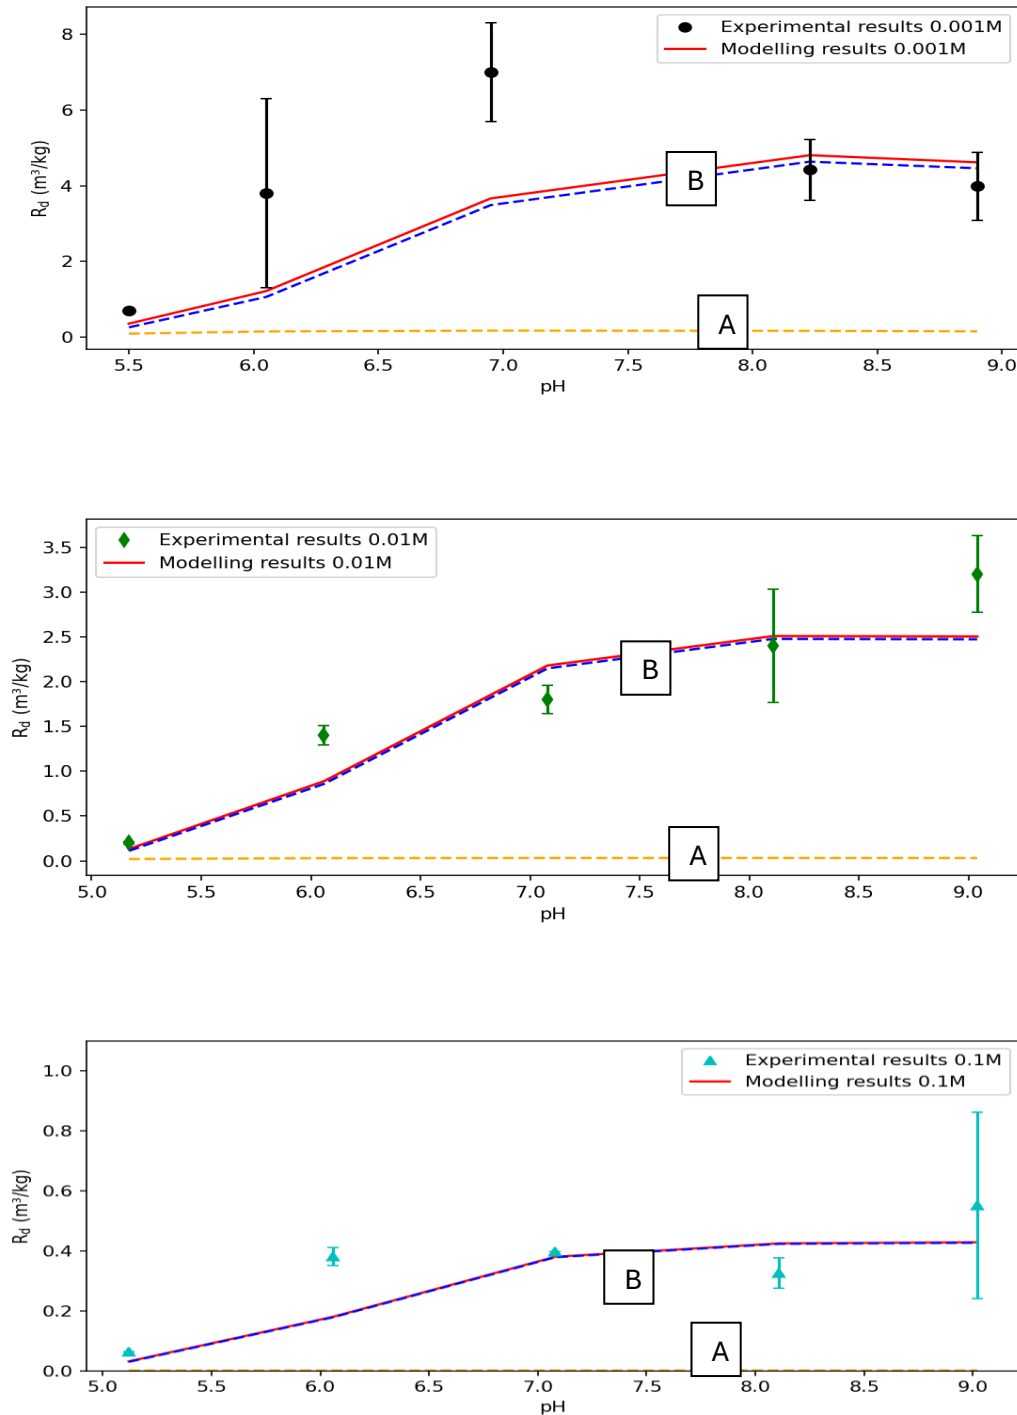 Experimental results 0.001M
Modelling results 0.001M
8
6
4
2
0
R_d (m³/kg)
B
A
5.5 6.0 6.5 7.0 7.5 8.0 8.5 9.0
pH
Experimental results 0.01M
Modelling results 0.01M
3.5
3.0
2.5
2.0
1.5
1.0
0.5
0.0
R_d (m³/kg)
B
A
5.0 5.5 6.0 6.5 7.0 7.5 8.0 8.5 9.0
pH
Experimental results 0.1M
Modelling results 0.1M
1.0
0.8
0.6
0.4
0.2
0.0
R_d (m³/kg)
B
A
5.0 5.5 6.0 6.5 7.0 7.5 8.0 8.5 9.0
pH